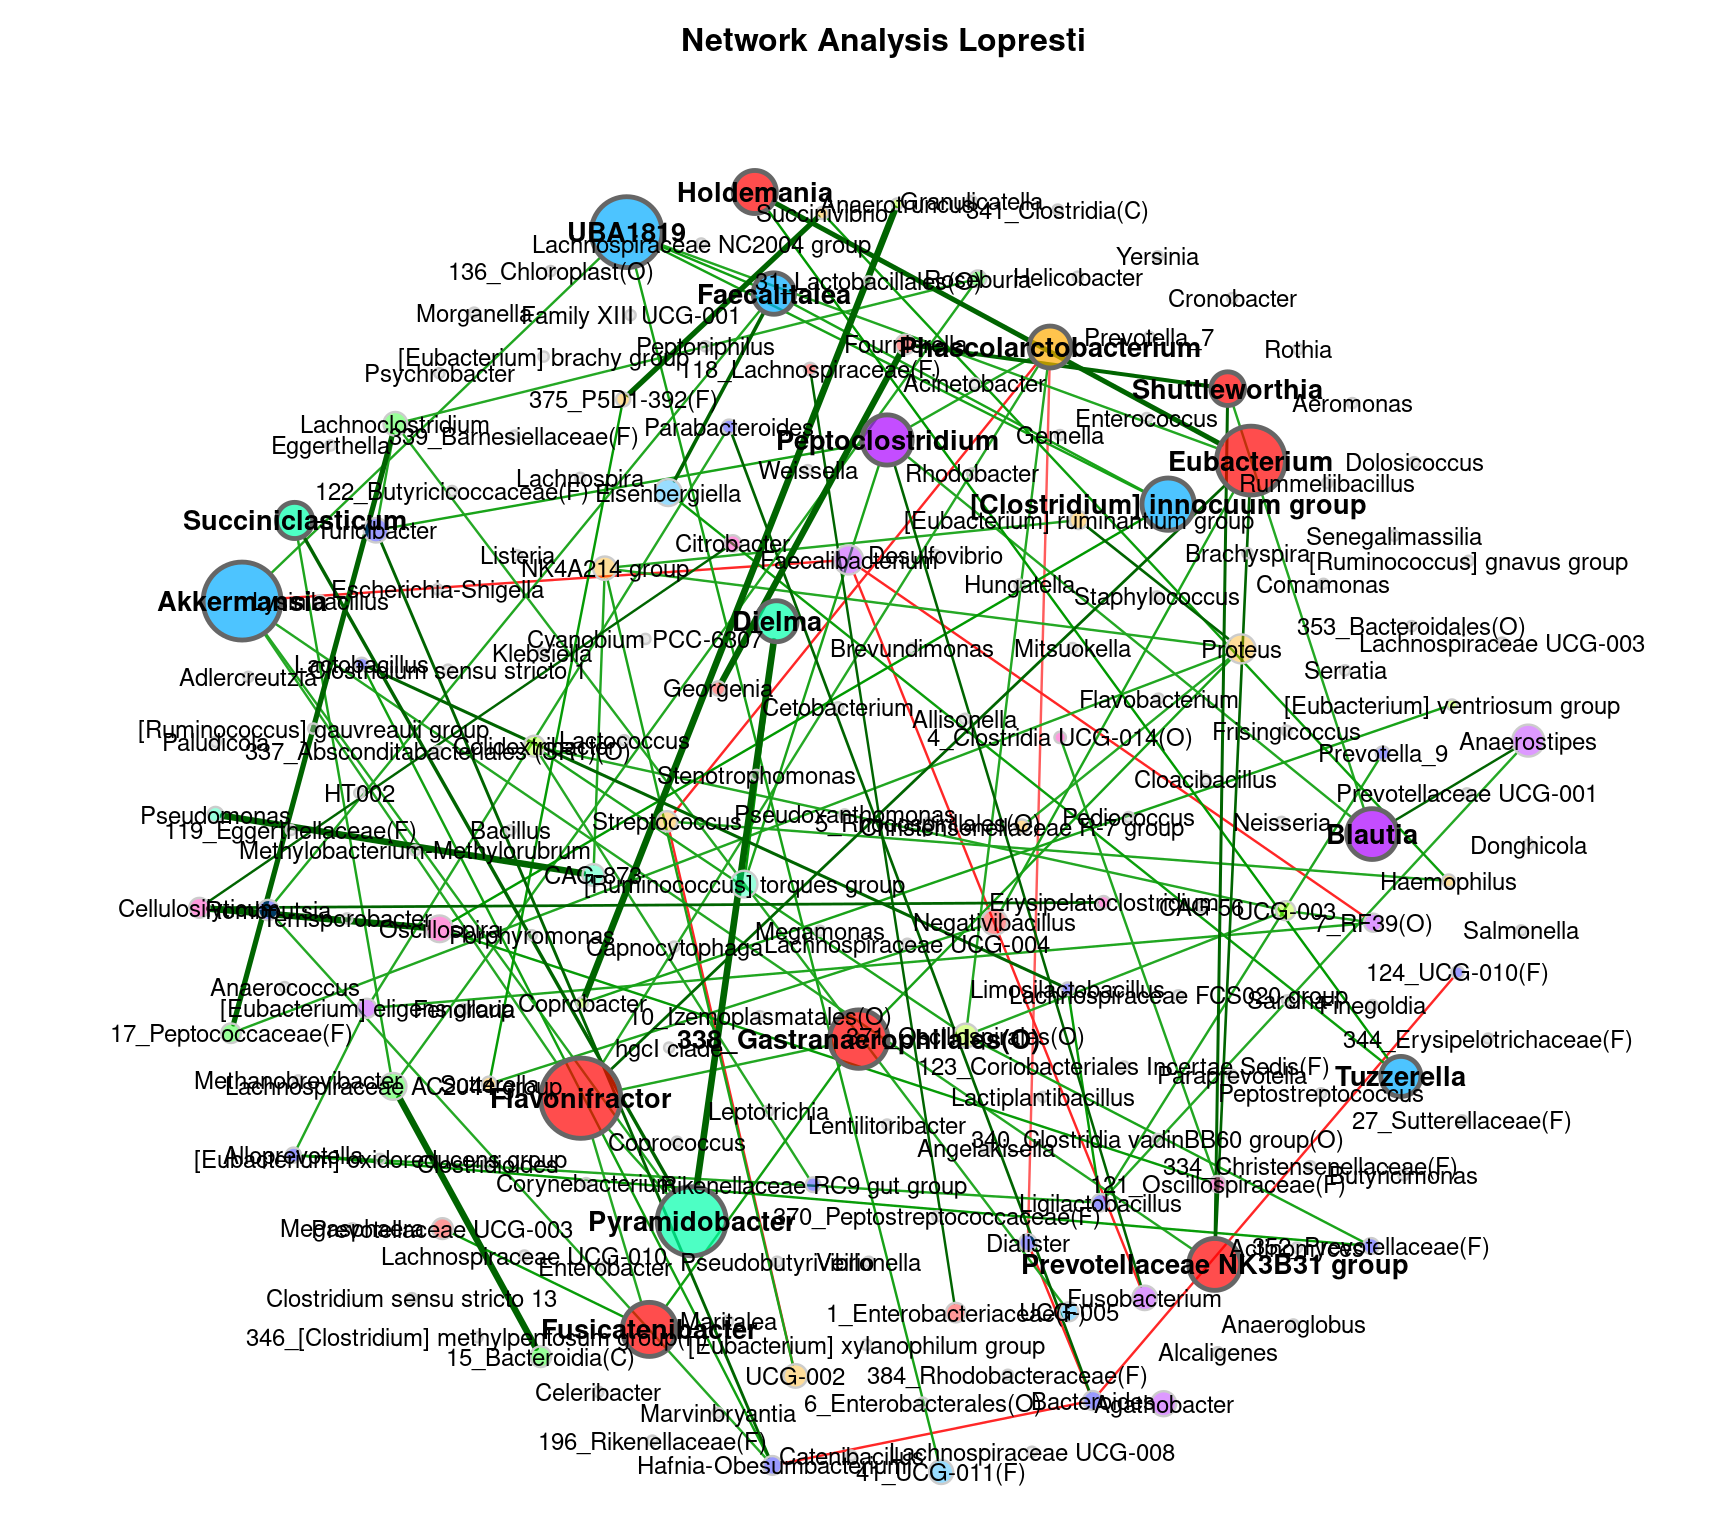 Network Analysis Lopresti
Holdemania
Granulicatella
Anaerotruncus
341_Clostridia(C)
Succinivibrio
UBA1819
Lachnospiraceae NC2004 group
Yersinia
136_Chloroplast(O)
31_Lactobacillales(O)
Roseburia
Helicobacter
Faecalitalea
Cronobacter
Morganella
Family XIII UCG-001
Prevotella_7
Peptoniphilus
Fournierella
Phascolarctobacterium
Rothia
[Eubacterium] brachy group
Psychrobacter
118_Lachnospiraceae(F)
Acinetobacter
Shuttleworthia
375_P5D1-392(F)
Aeromonas
Lachnoclostridium
Parabacteroides
Enterococcus
339_Barnesiellaceae(F)
Eggerthella
Peptoclostridium
Gemella
Eubacterium
Dolosicoccus
Weissella
Rhodobacter
Lachnospira
Rummeliibacillus
122_Butyricicoccaceae(F)
Eisenbergiella
[Clostridium] innocuum group
Succiniclasticum
Turicibacter
[Eubacterium] ruminantium group
Senegalimassilia
Citrobacter
Listeria
Desulfovibrio
Brachyspira
Faecalibacterium
[Ruminococcus] gnavus group
NK4A214 group
Hungatella
Comamonas
Escherichia-Shigella
Akkermansia
Lysinibacillus
Staphylococcus
Dielma
353_Bacteroidales(O)
Cyanobium PCC-6307
Lachnospiraceae UCG-003
Klebsiella
Brevundimonas
Mitsuokella
Proteus
Lactobacillus
Clostridium sensu stricto 1
Serratia
Adlercreutzia
Georgenia
Flavobacterium
Cetobacterium
[Eubacterium] ventriosum group
Allisonella
[Ruminococcus] gauvreauii group
Frisingicoccus
Paludicola
Colidextribacter
Lactococcus
4_Clostridia UCG-014(O)
Anaerostipes
337_Absconditabacteriales (SR1)(O)
Prevotella_9
Stenotrophomonas
Cloacibacillus
HT002
Prevotellaceae UCG-001
Pseudomonas
Pseudoxanthomonas
Pediococcus
Streptococcus
5_Rhodospirillales(O)
Christensenellaceae R-7 group
Neisseria
119_Eggerthellaceae(F)
Bacillus
Blautia
Methylobacterium-Methylorubrum
Donghicola
CAG-873
[Ruminococcus] torques group
Haemophilus
Cellulosilyticum
Romboutsia
Erysipelatoclostridium
CAG-56
UCG-003
Terrisporobacter
Negativibacillus
7_RF39(O)
Oscillospira
Porphyromonas
Megamonas
Salmonella
Capnocytophaga
Lachnospiraceae UCG-004
124_UCG-010(F)
Anaerococcus
Limosilactobacillus
Lachnospiraceae FCS020 group
Coprobacter
[Eubacterium] eligens group
Sardinia
Finegoldia
10_Izemoplasmatales(O)
17_Peptococcaceae(F)
338_ Gastranaerophilales(O)
371_Oscillospirales(O)
344_Erysipelotrichaceae(F)
hgcI clade
123_Coriobacteriales Incertae Sedis(F)
Paraprevotella
Tuzzerella
Methanobrevibacter
Lachnospiraceae AC2044 group
Sutterella
Flavonifractor
Lactiplantibacillus
Peptostreptococcus
Leptotrichia
27_Sutterellaceae(F)
Lentilitoribacter
Coprococcus
340_Clostridia vadinBB60 group(O)
Angelakisella
Alloprevotella
[Eubacterium] oxidoreducens group
Clostridioides
334_Christensenellaceae(F)
Butyricimonas
Corynebacterium
Rikenellaceae RC9 gut group
121_Oscillospiraceae(F)
Ligilactobacillus
370_Peptostreptococcaceae(F)
Pyramidobacter
Megasphaera
Prevotellaceae UCG-003
Dialister
Actinomyces
352_Prevotellaceae(F)
Lachnospiraceae UCG-010
Enterobacter
Pseudobutyrivibrio
Veillonella
Prevotellaceae NK3B31 group
Clostridium sensu stricto 13
Fusobacterium
1_Enterobacteriaceae(F)
UCG-005
Maritalea
Anaeroglobus
Fusicatenibacter
346_[Clostridium] methylpentosum group(F)
15_Bacteroidia(C)
[Eubacterium] xylanophilum group
Alcaligenes
UCG-002
384_Rhodobacteraceae(F)
Celeribacter
6_Enterobacterales(O)
Bacteroides
Agathobacter
Marvinbryantia
196_Rikenellaceae(F)
Catenibacillus
Lachnospiraceae UCG-008
Hafnia-Obesumbacterium
41_UCG-011(F)